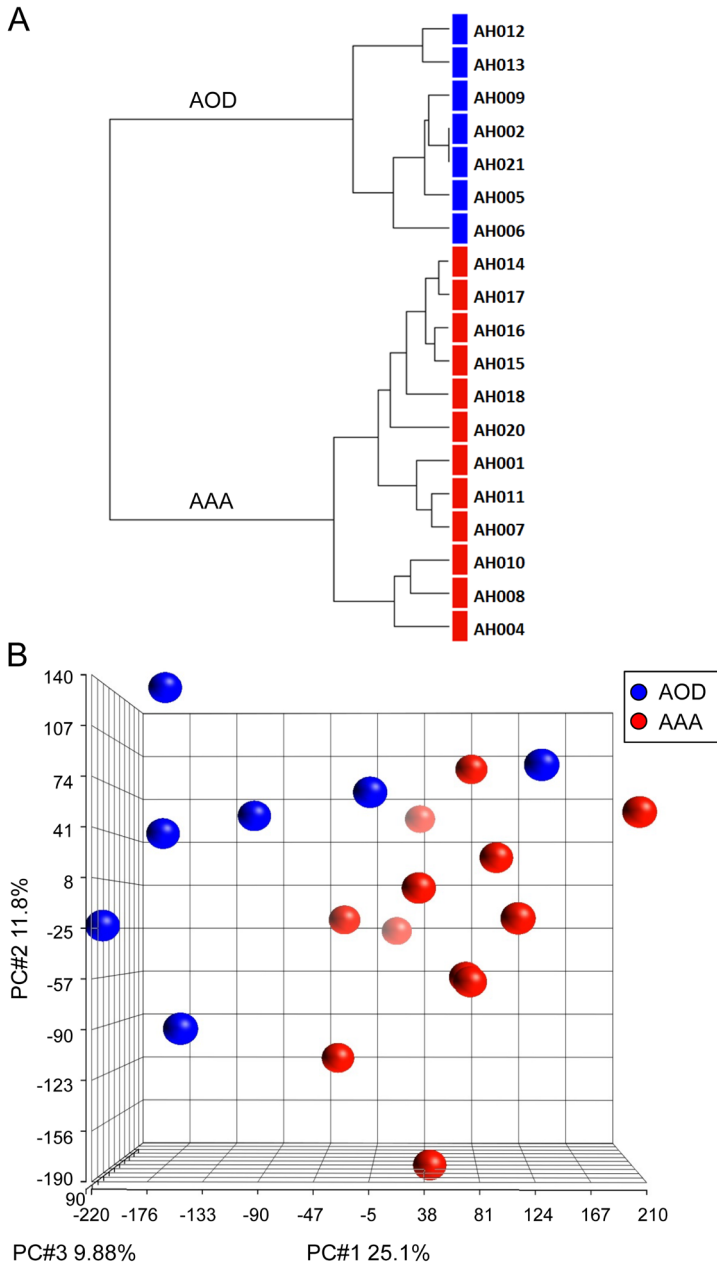 A
AOD
AAA
AH012
AH013
AH009
AH002
AH021
AH005
AH006
AH014
AH017
AH016
AH015
AH018
AH020
AH001
AH011
AH007
AH010
AH008
AH004
B
AOD
AAA
PC#2 11.8%
140
107
74
41
8
-25
-57
-90
-123
-156
-190
90
-220 -176 -133 -90 -47 -5 38 81 124 167 210
PC#3 9.88% PC#1 25.1%